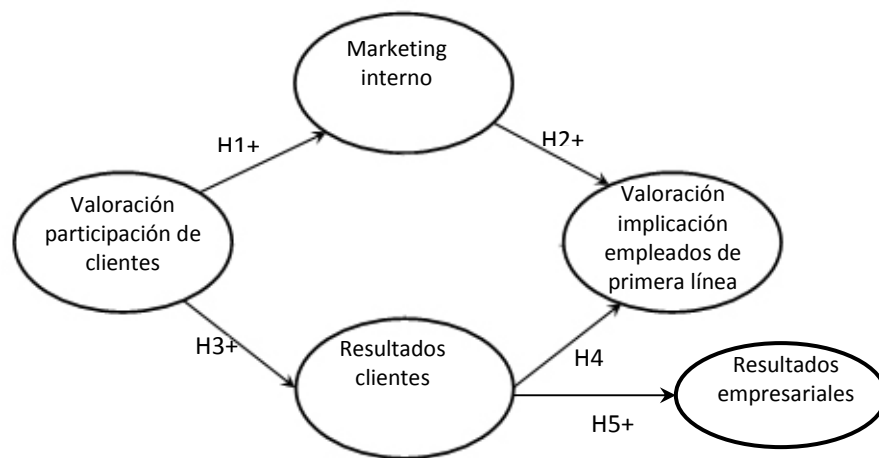 Marketing
interno
H1+
H2+
Valoración
participación de
clientes
Valoración
implicación
empleados de
primera línea
H3+
Resultados
clientes
H4
Resultados
empresariales
H5+